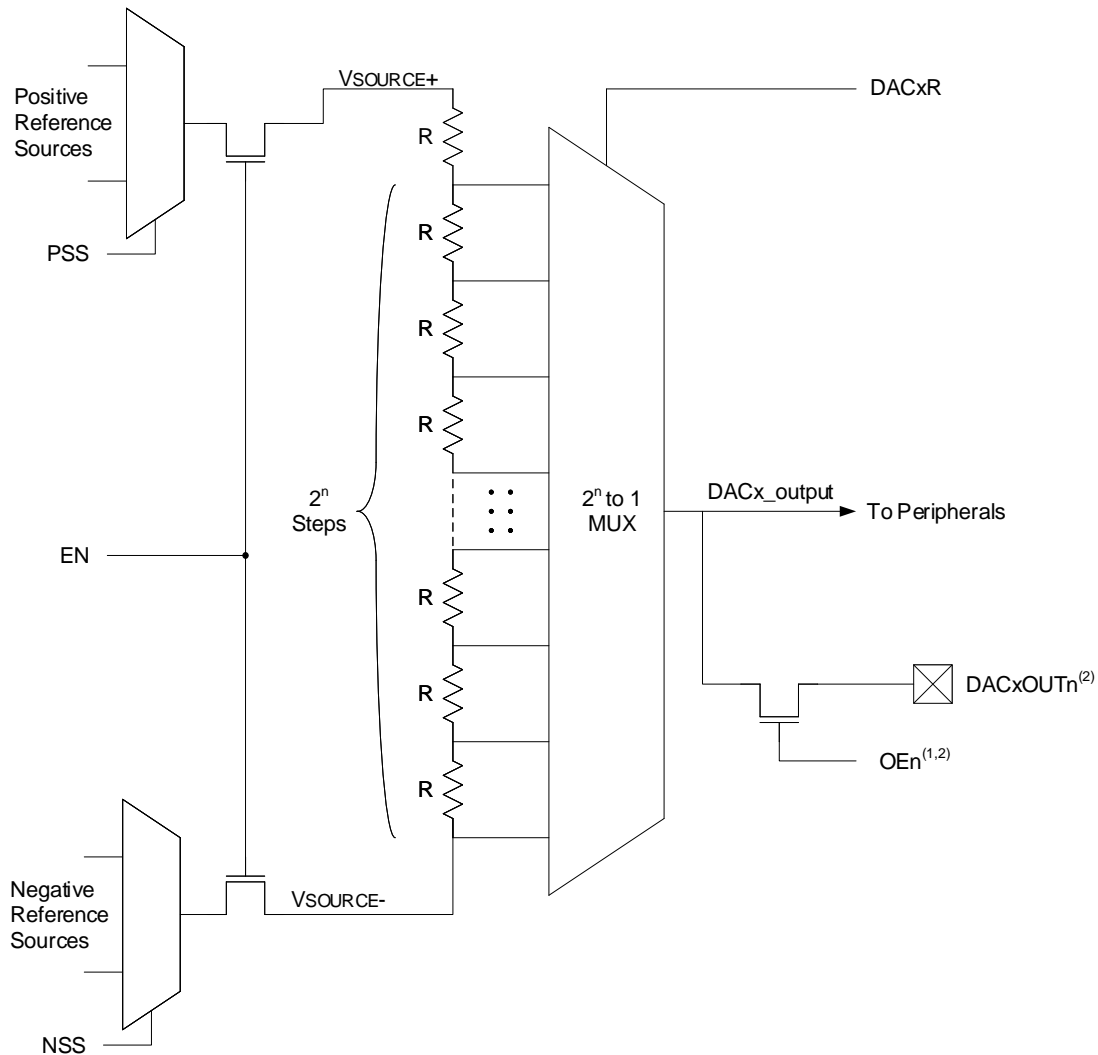 VSOURCE+
DACxR
Positive
Reference
Sources
R
R
PSS
R
R
2ⁿ
Steps
2ⁿ to 1
MUX
DACx_output
To Peripherals
EN
R
R
DACxOUTn⁽²⁾
OEn⁽¹,²⁾
R
Negative
Reference
Sources
VSOURCE-
NSS